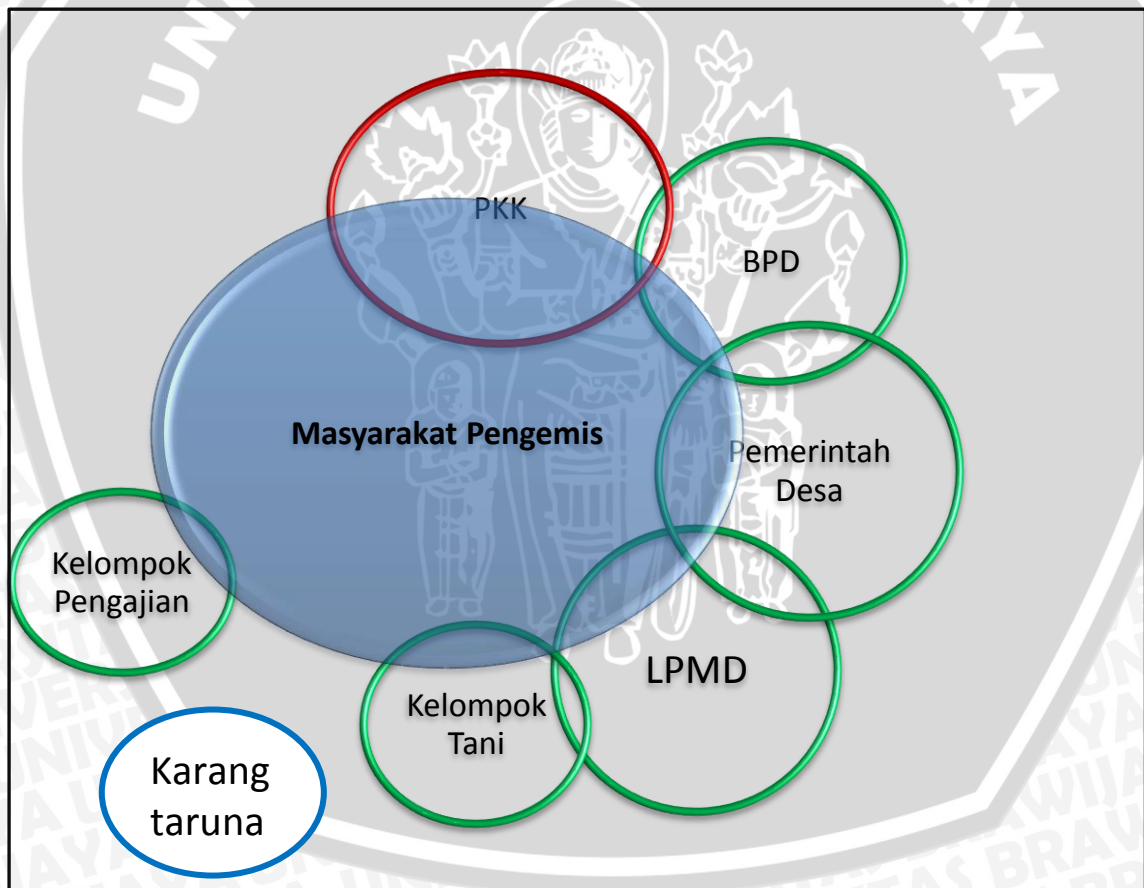 PKK
BPD
Masyarakat Pengemis
Pemerintah
Desa
Kelompok
Pengajian
LPMD
Kelompok
Tani
Karang
taruna